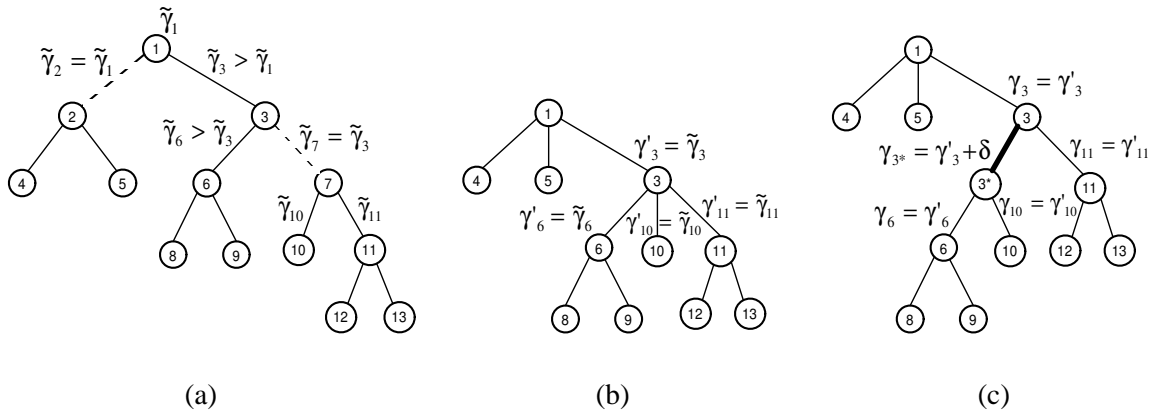 γ̃₁
1
γ̃₂ = γ̃₁
γ̃₃ > γ̃₁
2
3
γ̃₆ > γ̃₃
γ̃₇ = γ̃₃
4
5
6
7
γ̃₁₀
γ̃₁₁
8
9
10
11
12
13
(a)
1
γ'₃ = γ̃₃
4
5
3
γ'₆ = γ̃₆
γ'₁₀ = γ̃₁₀
γ'₁₁ = γ̃₁₁
6
10
11
8
9
12
13
(b)
1
γ₃ = γ'₃
4
5
3
γ₃* = γ'₃+δ
γ₁₁ = γ'₁₁
3*
11
γ₆ = γ'₆
γ₁₀ = γ'₁₀
6
10
12
13
8
9
(c)